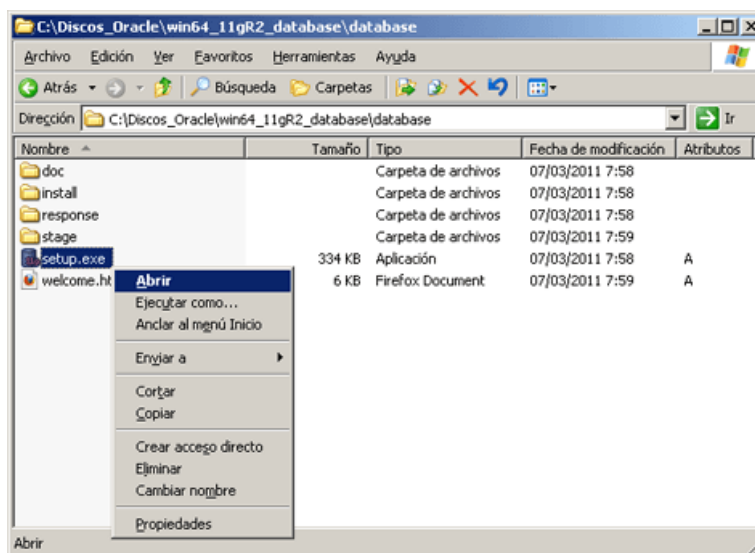 C:\Discos_Oracle\win64_11gR2_database\database
Archivo Edición Ver Favoritos Herramientas Ayuda
Atrás Búsqueda Carpetas
Dirección C:\Discos_Oracle\win64_11gR2_database\database Ir
Nombre Tamaño Tipo Fecha de modificación Atributos
doc Carpeta de archivos 07/03/2011 7:58
install Carpeta de archivos 07/03/2011 7:58
response Carpeta de archivos 07/03/2011 7:58
stage Carpeta de archivos 07/03/2011 7:59
setup.exe 334 KB Aplicación 07/03/2011 7:58 A
welcome.ht 6 KB Firefox Document 07/03/2011 7:59 A
Abrir
Ejecutar como...
Anclar al menú Inicio
Enviar a
Cortar
Copiar
Crear acceso directo
Eliminar
Cambiar nombre
Propiedades
Abrir